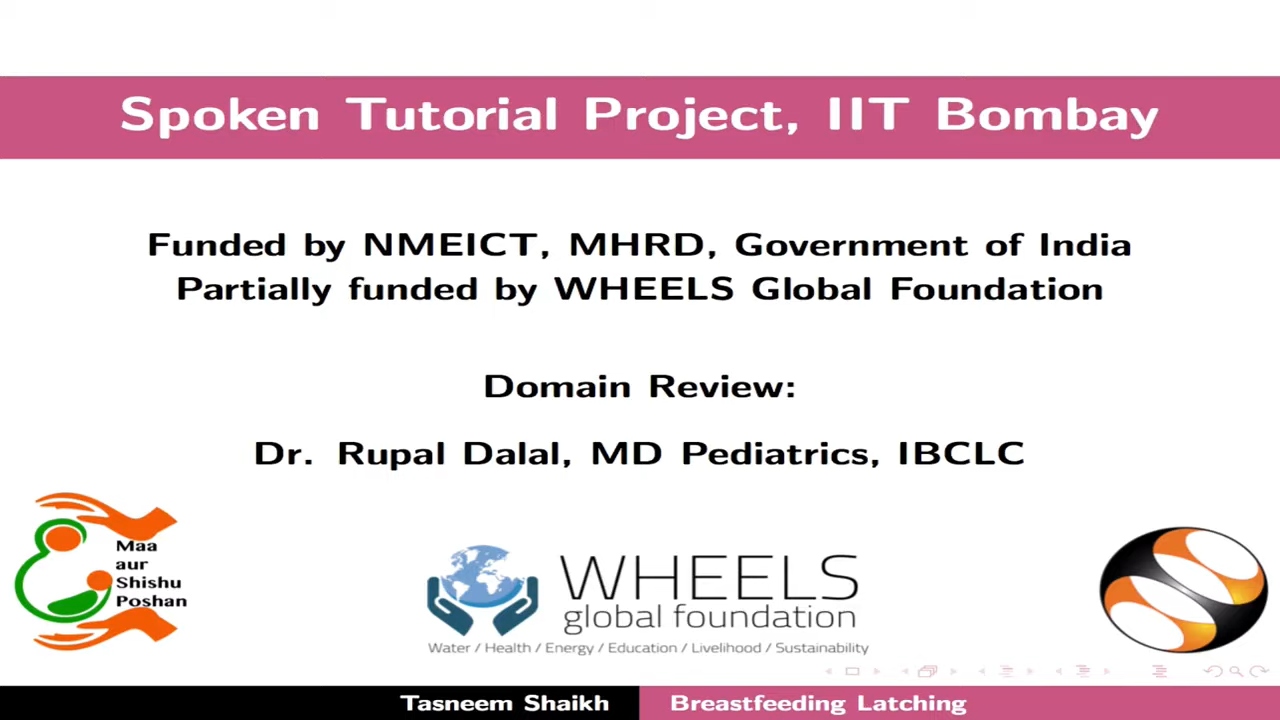 Spoken Tutorial Project, IIT Bombay
Funded by NMEICT, MHRD, Government of India
Partially funded by WHEELS Global Foundation
Domain Review:
Dr. Rupal Dalal, MD Pediatrics, IBCLC
Maa
aur
Shishu
Poshan
WHEELS
global foundation
Water / Health / Energy / Education / Livelihood / Sustainability
Tasneem Shaikh
Breastfeeding Latching